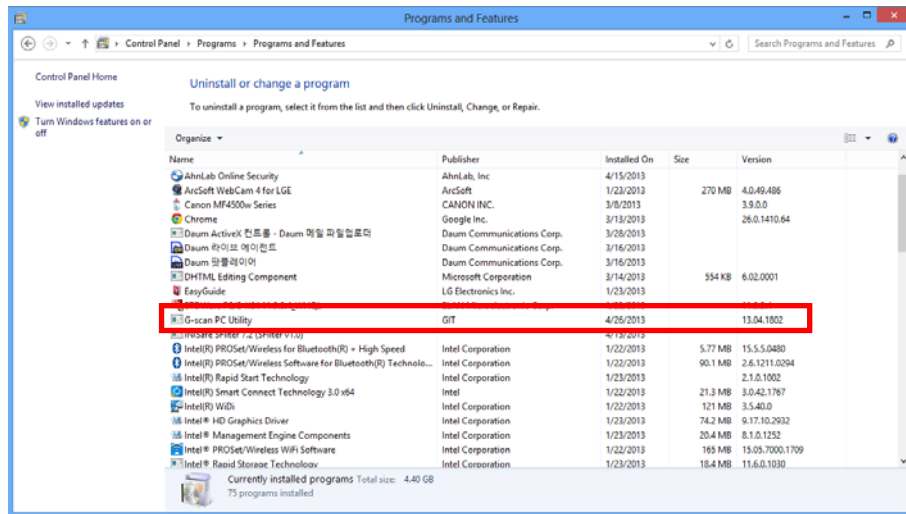 Programs and Features
Control Panel ▸ Programs ▸ Programs and Features
Search Programs and Features
Control Panel Home
View installed updates
Turn Windows features on or
off
Uninstall or change a program
To uninstall a program, select it from the list and then click Uninstall, Change, or Repair.
Organize
Name Publisher Installed On Size Version
AhnLab Online Security AhnLab, Inc 4/15/2013
ArcSoft WebCam 4 for LGE ArcSoft 1/23/2013 270 MB 4.0.49.486
Canon MF4500w Series CANON INC. 3/8/2013 3.9.0.0
Chrome Google Inc. 3/13/2013 26.0.1410.64
Daum ActiveX 컨트롤 - Daum 메일 파일업로더 Daum Communications Corp. 3/28/2013
Daum 라이브 에이전트 Daum Communications Corp. 3/16/2013
Daum 팟플레이어 Daum Communications Corp. 3/16/2013
DHTML Editing Component Microsoft Corporation 3/14/2013 554 KB 6.02.0001
EasyGuide LG Electronics Inc. 1/23/2013
G-scan PC Utility GIT 4/26/2013 13.04.1802
INISafe SFilter 7.2 (SFilter v1.0) 4/15/2013
Intel(R) PROSet/Wireless for Bluetooth(R) + High Speed Intel Corporation 1/22/2013 5.77 MB 15.5.5.0480
Intel(R) PROSet/Wireless Software for Bluetooth(R) Technolo... Intel Corporation 1/22/2013 90.1 MB 2.6.1211.0294
Intel(R) Rapid Start Technology Intel Corporation 1/23/2013 2.1.0.1002
Intel(R) Smart Connect Technology 3.0 x64 Intel 1/22/2013 21.3 MB 3.0.42.1767
Intel(R) WiDi Intel Corporation 1/22/2013 121 MB 3.5.40.0
Intel® HD Graphics Driver Intel Corporation 1/23/2013 74.2 MB 9.17.10.2932
Intel® Management Engine Components Intel Corporation 1/23/2013 20.4 MB 8.1.0.1252
Intel® PROSet/Wireless WiFi Software Intel Corporation 1/22/2013 165 MB 15.05.7000.1709
Intel® Rapid Storage Technology Intel Corporation 1/23/2013 18.4 MB 11.6.0.1030
Currently installed programs Total size: 4.40 GB
75 programs installed